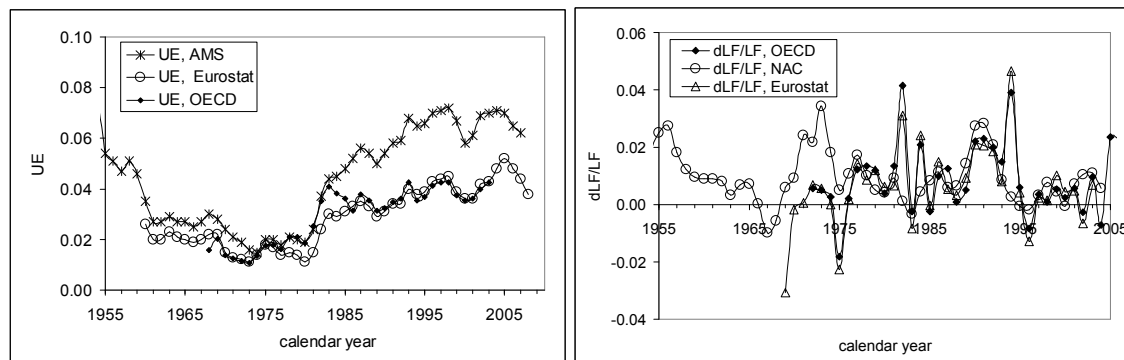 0.10
0.08
0.06
0.04
0.02
0.00
UE
UE, AMS
UE, Eurostat
UE, OECD
1955 1965 1975 1985 1995 2005
calendar year
0.06
0.04
0.02
0.00
-0.02
-0.04
dLF/LF
dLF/LF, OECD
dLF/LF, NAC
dLF/LF, Eurostat
1955 1965 1975 1985 1995 2005
calendar year